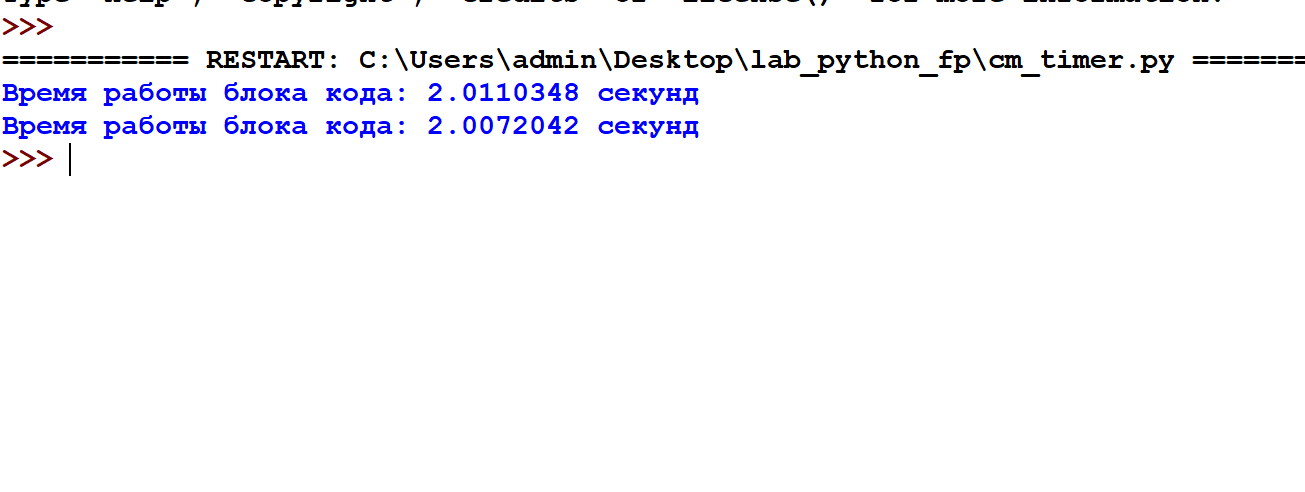 >>>
=========== RESTART: C:\Users\admin\Desktop\lab_python_fp\cm_timer.py =======
Время работы блока кода: 2.0110348 секунд
Время работы блока кода: 2.0072042 секунд
>>>